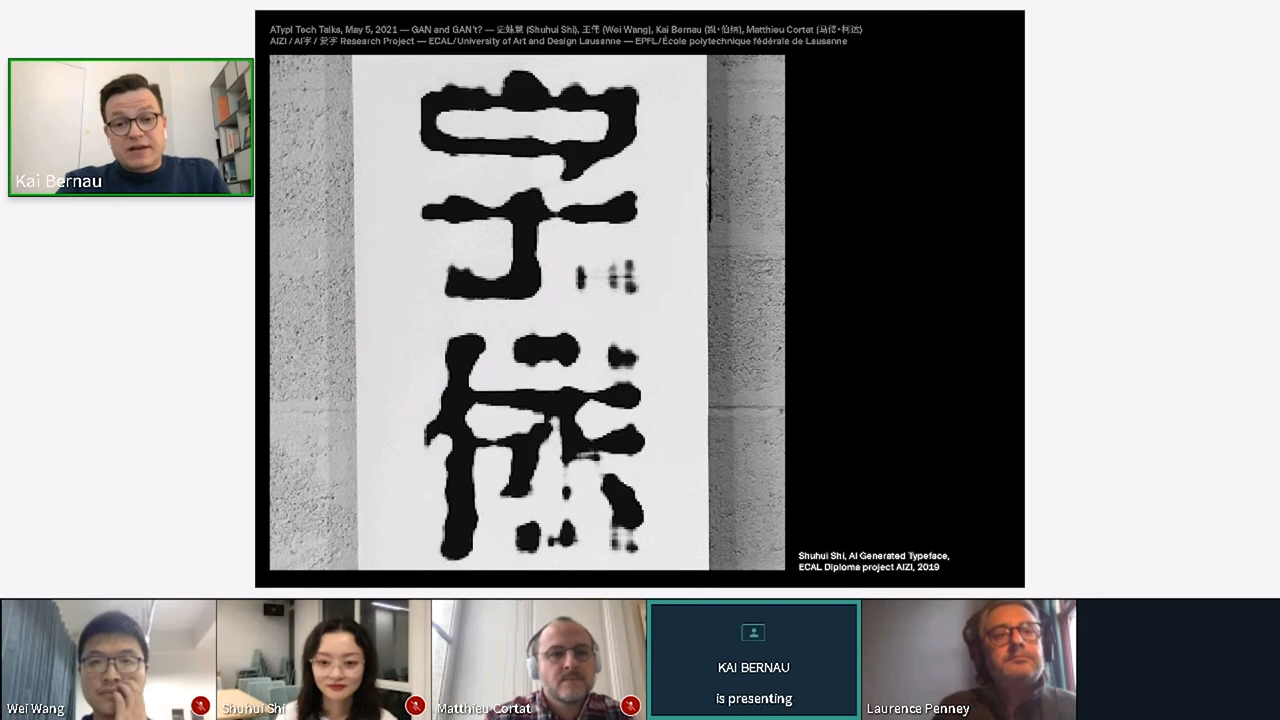 ATypI Tech Talks, May 5, 2021 — GAN and GAN't? — 史姝慧 (Shuhui Shi), 王伟 (Wei Wang), Kai Bernau (凯·伯纳), Matthieu Cortat (马修·柯达)
AIZI / AI字 / 爱字 Research Project — ECAL/University of Art and Design Lausanne — EPFL/École polytechnique fédérale de Lausanne
Kai Bernau
Shuhui Shi, AI Generated Typeface,
ECAL Diploma project AIZI, 2019
Wei Wang
Shuhui Shi
Matthieu Cortat
KAI BERNAU
is presenting
Laurence Penney